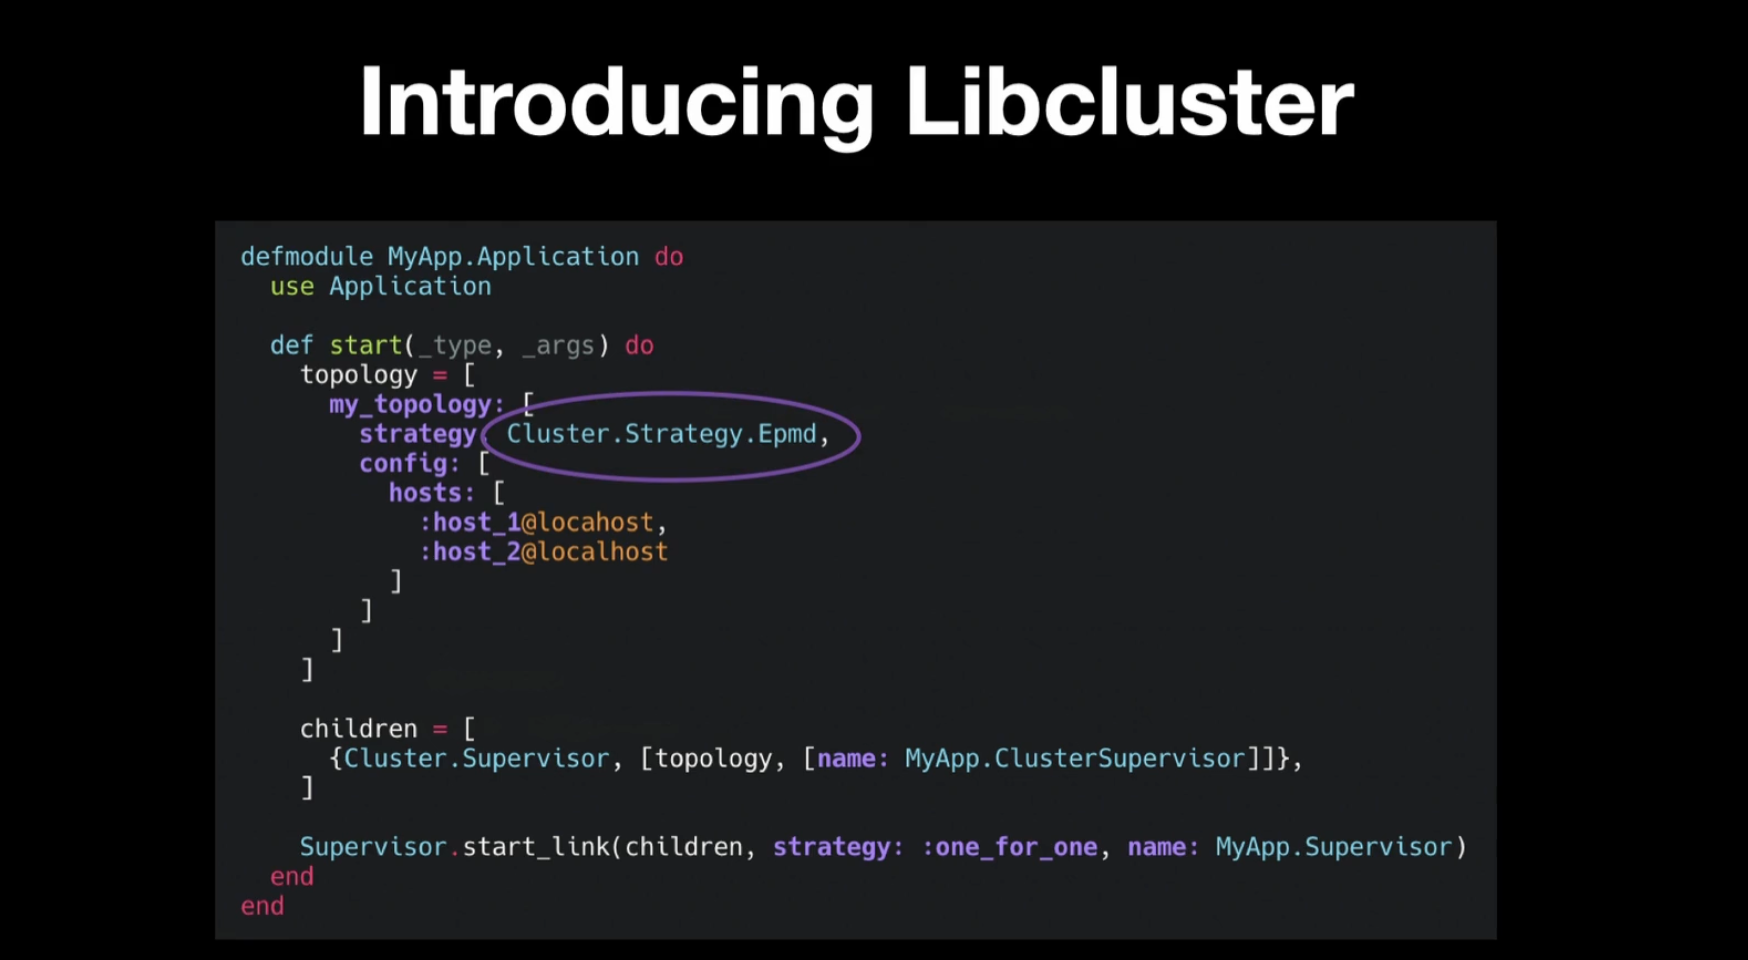 Introducing Libcluster
defmodule MyApp.Application do
  use Application

  def start(_type, _args) do
    topology = [
      my_topology: [
        strategy: Cluster.Strategy.Epmd,
        config: [
          hosts: [
            :host_1@locahost,
            :host_2@localhost
          ]
        ]
      ]
    ]

    children = [
      {Cluster.Supervisor, [topology, [name: MyApp.ClusterSupervisor]]},
    ]

    Supervisor.start_link(children, strategy: :one_for_one, name: MyApp.Supervisor)
  end
end